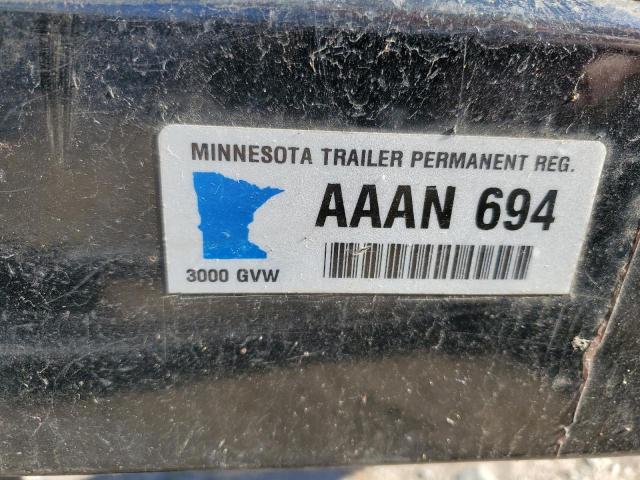 MINNESOTA TRAILER PERMANENT REG.
AAAN 694
3000 GVW